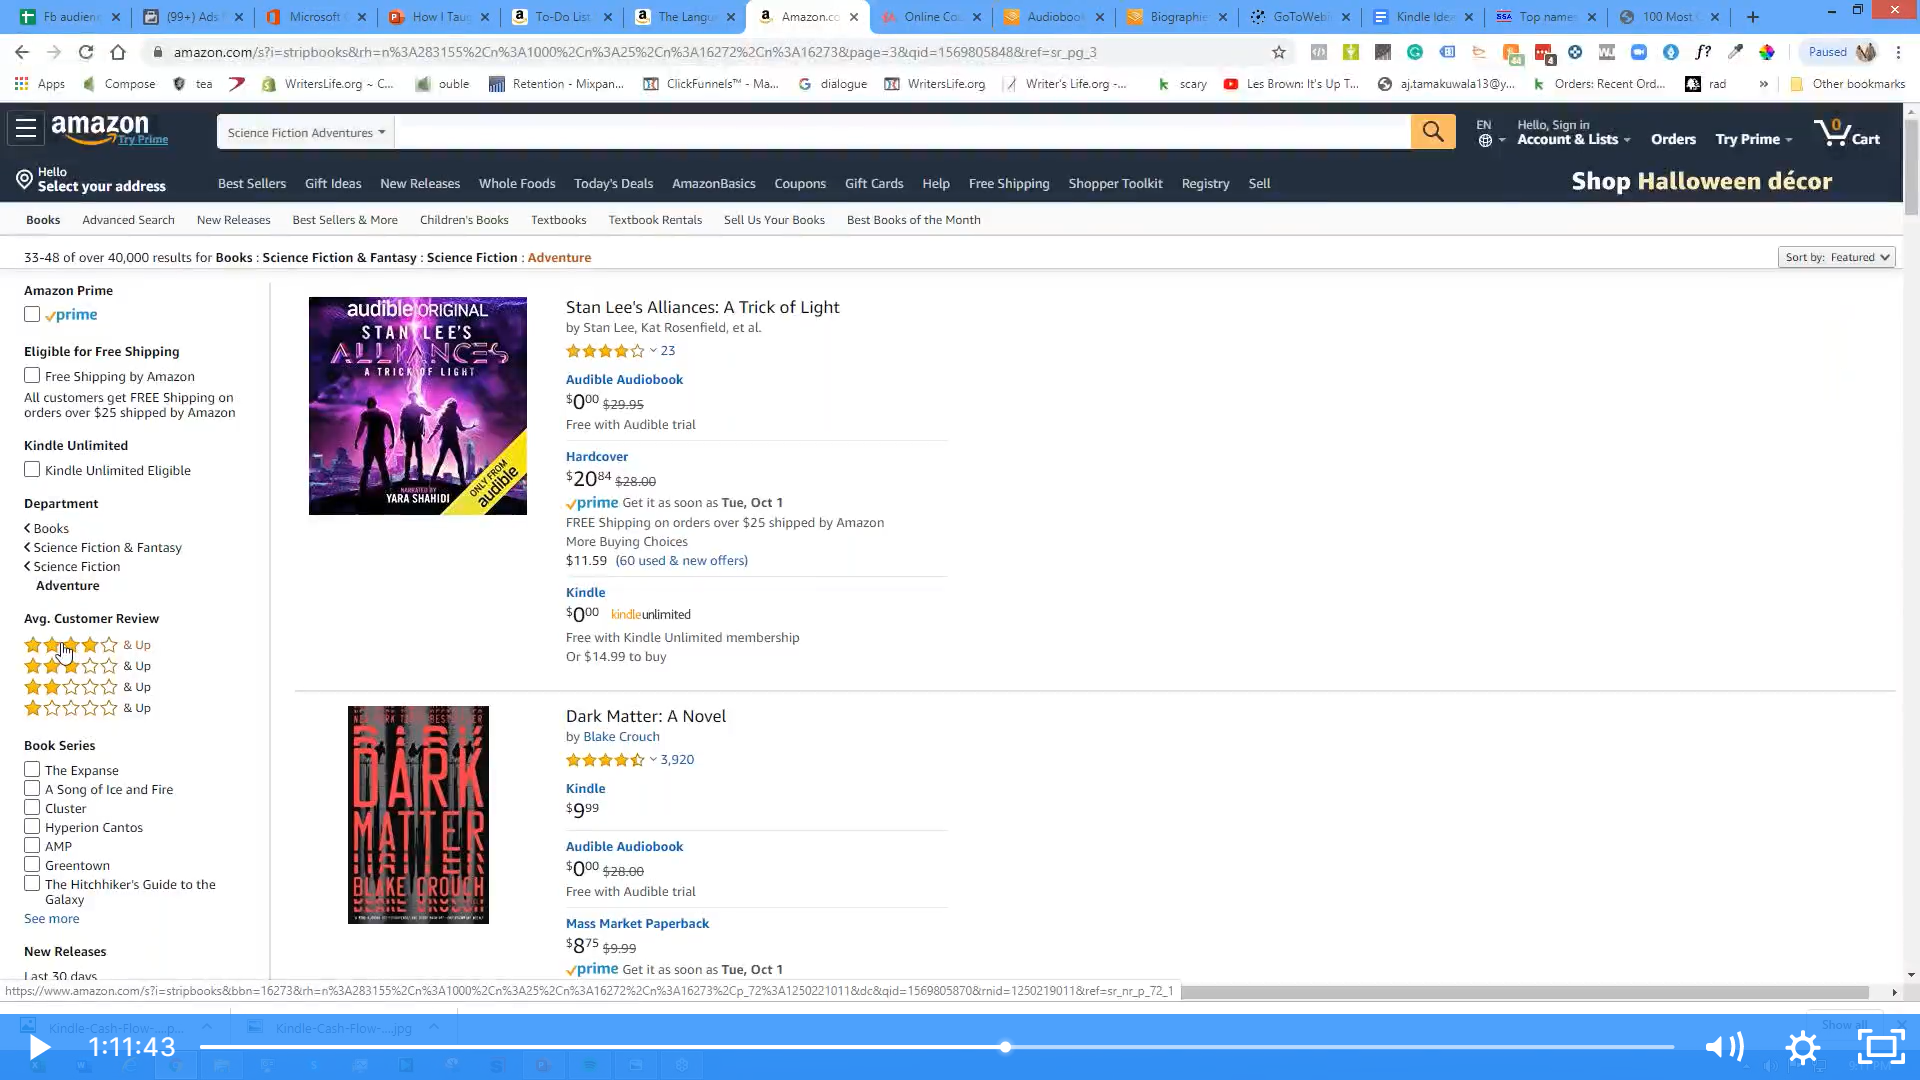 Fb audien
(99+) Ads
Microsoft
How I Taug
To-Do List
The Langu
Amazon.co
Online Cou
Audiobook
Biographie
GoToWebi
Kindle Idea
Top names
100 Most
amazon.com/s?i=stripbooks&rh=n%3A283155%2Cn%3A1000%2Cn%3A25%2Cn%3A16272%2Cn%3A16273&page=3&qid=1569805848&ref=sr_pg_3
Paused
Apps
Compose
tea
WritersLife.org ~ C...
ouble
Retention - Mixpan...
ClickFunnels™ - Ma...
dialogue
WritersLife.org
Writer's Life.org -...
scary
Les Brown: It's Up T...
aj.tamakuwala13@y...
Orders: Recent Ord...
rad
Other bookmarks
amazon
Try Prime
Science Fiction Adventures
EN
Hello, Sign in
Account & Lists
Orders
Try Prime
0
Cart
Hello
Select your address
Best Sellers
Gift Ideas
New Releases
Whole Foods
Today's Deals
AmazonBasics
Coupons
Gift Cards
Help
Free Shipping
Shopper Toolkit
Registry
Sell
Shop Halloween décor
Books
Advanced Search
New Releases
Best Sellers & More
Children's Books
Textbooks
Textbook Rentals
Sell Us Your Books
Best Books of the Month
33-48 of over 40,000 results for Books : Science Fiction & Fantasy : Science Fiction : Adventure
Sort by: Featured
Amazon Prime
prime
Eligible for Free Shipping
Free Shipping by Amazon
All customers get FREE Shipping on
orders over $25 shipped by Amazon
Kindle Unlimited
Kindle Unlimited Eligible
Department
Books
Science Fiction & Fantasy
Science Fiction
Adventure
Avg. Customer Review
& Up
& Up
& Up
& Up
Book Series
The Expanse
A Song of Ice and Fire
Cluster
Hyperion Cantos
AMP
Greentown
The Hitchhiker's Guide to the
Galaxy
See more
New Releases
Last 30 days
audible ORIGINAL
STAN LEE'S
ALLIANCES
A TRICK OF LIGHT
NARRATED BY
YARA SHAHIDI
ONLY FROM
audible
Stan Lee's Alliances: A Trick of Light
by Stan Lee, Kat Rosenfield, et al.
23
Audible Audiobook
$0.00 $29.95
Free with Audible trial
Hardcover
$20.84 $28.00
prime Get it as soon as Tue, Oct 1
FREE Shipping on orders over $25 shipped by Amazon
More Buying Choices
$11.59 (60 used & new offers)
Kindle
$0.00 kindleunlimited
Free with Kindle Unlimited membership
Or $14.99 to buy
DARK
MATTER
BLAKE CROUCH
Dark Matter: A Novel
by Blake Crouch
3,920
Kindle
$9.99
Audible Audiobook
$0.00 $28.00
Free with Audible trial
Mass Market Paperback
$8.75 $9.99
prime Get it as soon as Tue, Oct 1
https://www.amazon.com/s?i=stripbooks&bbn=16273&rh=n%3A283155%2Cn%3A1000%2Cn%3A25%2Cn%3A16272%2Cn%3A16273%2Cp_72%3A1250221011&dc&qid=1569805870&rnid=1250219011&ref=sr_nr_p_72_1
Kindle-Cash-Flow-....p...
Kindle-Cash-Flow-....jpg
Show all
1:11:43